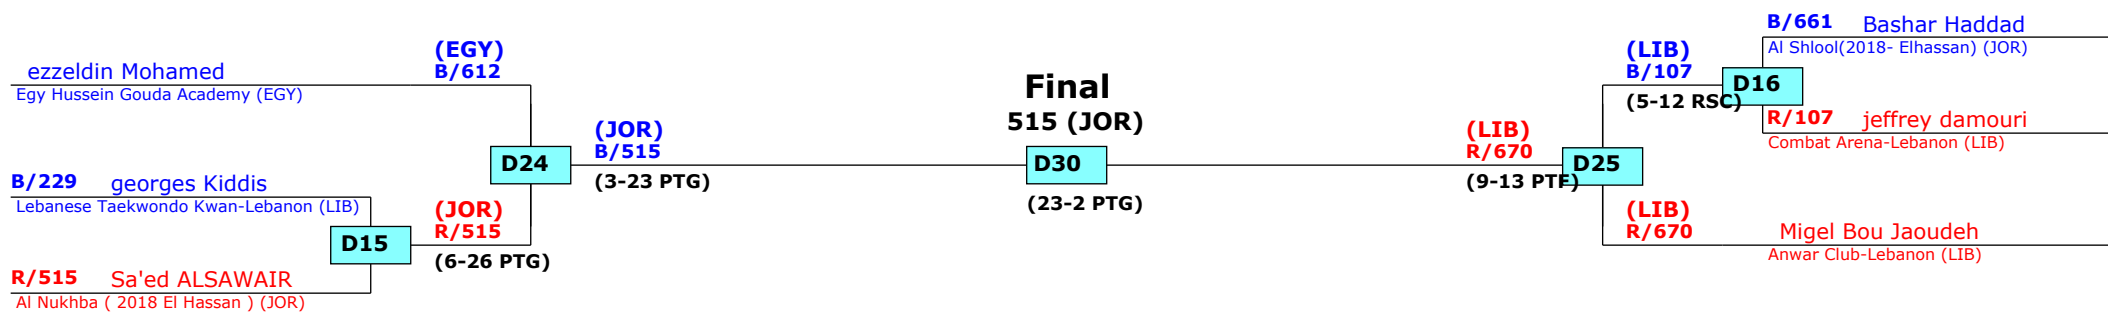 (EGY)
B/612
ezzeldin Mohamed
Egy Hussein Gouda Academy (EGY)
B/229 georges Kiddis
Lebanese Taekwondo Kwan-Lebanon (LIB)
D15
R/515 Sa'ed ALSAWAIR
Al Nukhba ( 2018 El Hassan ) (JOR)
(JOR)
R/515
(6-26 PTG)
D24
(JOR)
B/515
(3-23 PTG)
Final
515 (JOR)
D30
(23-2 PTG)
(LIB)
R/670
(9-13 PTF)
D25
(LIB)
B/107
(5-12 RSC)
D16
B/661 Bashar Haddad
Al Shlool(2018- Elhassan) (JOR)
R/107 jeffrey damouri
Combat Arena-Lebanon (LIB)
(LIB)
R/670
Migel Bou Jaoudeh
Anwar Club-Lebanon (LIB)